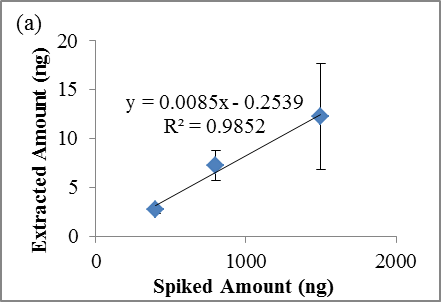 (a)
Extracted Amount (ng)
20
15
10
5
0
y = 0.0085x - 0.2539
R² = 0.9852
0 1000 2000
Spiked Amount (ng)